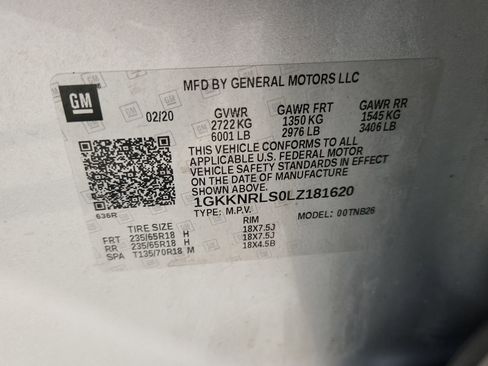 MFD BY GENERAL MOTORS LLC
GM
02/20
GVWR GAWR FRT GAWR RR
2722 KG 1350 KG 1545 KG
6001 LB 2976 LB 3406 LB
THIS VEHICLE CONFORMS TO ALL
APPLICABLE U.S. FEDERAL MOTOR
VEHICLE SAFETY STANDARDS IN EFFECT
ON THE DATE OF MANUFACTURE SHOWN ABOVE.
1GKKNRLS0LZ181620
636R
TYPE: M.P.V. MODEL: 00TNB26
TIRE SIZE RIM
FRT 235/65R18 H 18X7.5J
RR 235/65R18 H 18X7.5J
SPA T135/70R18 M 18X4.5B